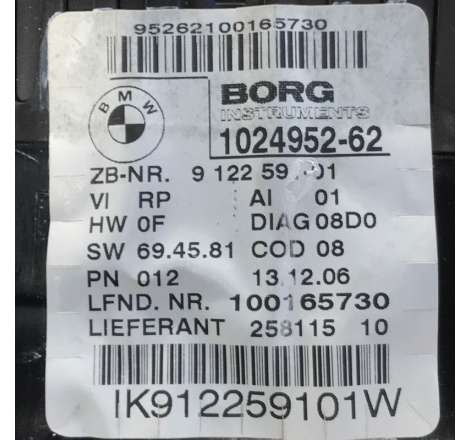 95262100165730
BMW
BORG
INSTRUMENTS
1024952-62
ZB-NR. 9 122 59 -01
VI RP AI 01
HW 0F DIAG 08D0
SW 69.45.81 COD 08
PN 012 13.12.06
LFND. NR. 100165730
LIEFERANT 258115 10
IK912259101W